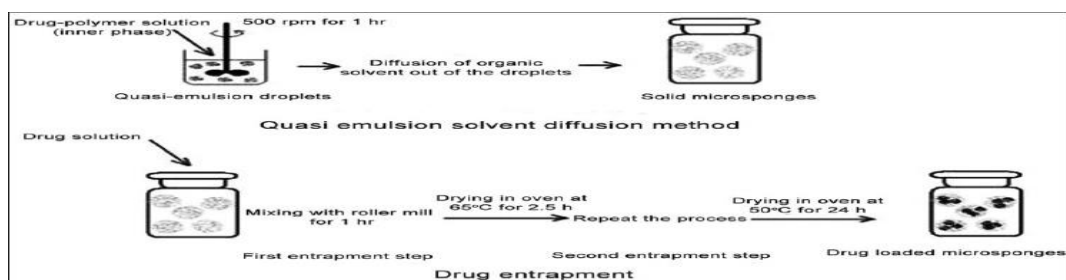 Drug-polymer solution
(inner phase)
500 rpm for 1 hr
Diffusion of organic
solvent out of the droplets
Quasi-emulsion droplets
Solid microsponges
Quasi emulsion solvent diffusion method
Drug solution
Mixing with roller mill
for 1 hr
Drying in oven at
65°C for 2.5 h
Repeat the process
Drying in oven at
50°C for 24 h
First entrapment step
Second entrapment step
Drug loaded microsponges
Drug entrapment